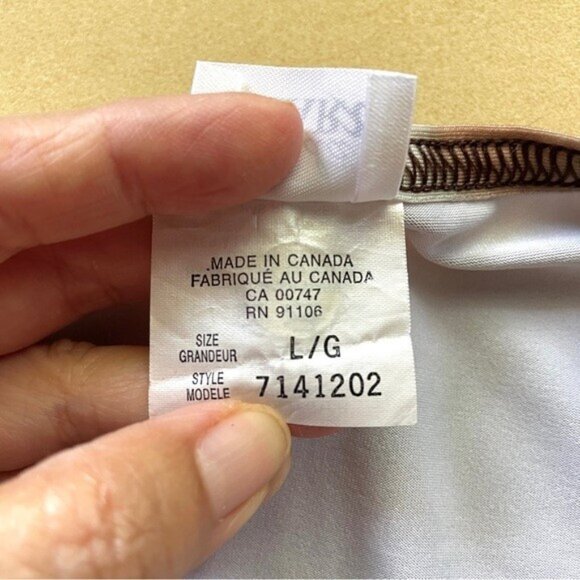 MADE IN CANADA
FABRIQUÉ AU CANADA
CA 00747
RN 91106
SIZE
GRANDEUR L/G
STYLE
MODELE 7141202